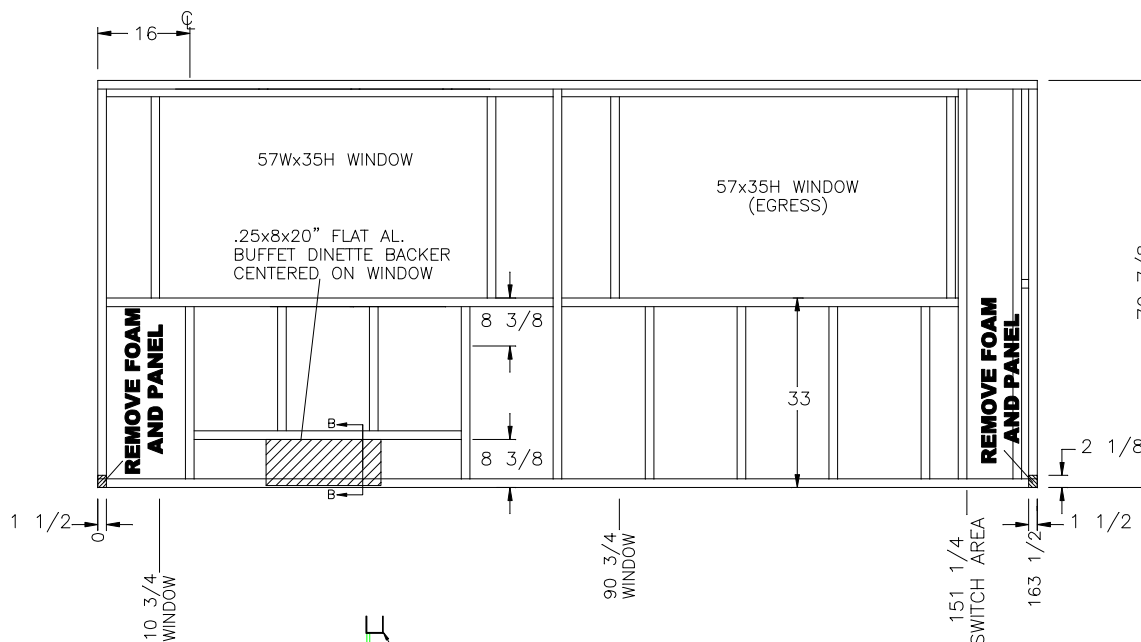 ℄
16
57Wx35H WINDOW
57x35H WINDOW
(EGRESS)
.25x8x20" FLAT AL.
BUFFET DINETTE BACKER
CENTERED ON WINDOW
8 3/8
REMOVE FOAM
AND PANEL
REMOVE FOAM
AND PANEL
33
B
8 3/8
B
2 1/8
1 1/2
1 1/2
0
10 3/4
WINDOW
90 3/4
WINDOW
151 1/4
SWITCH AREA
163 1/2